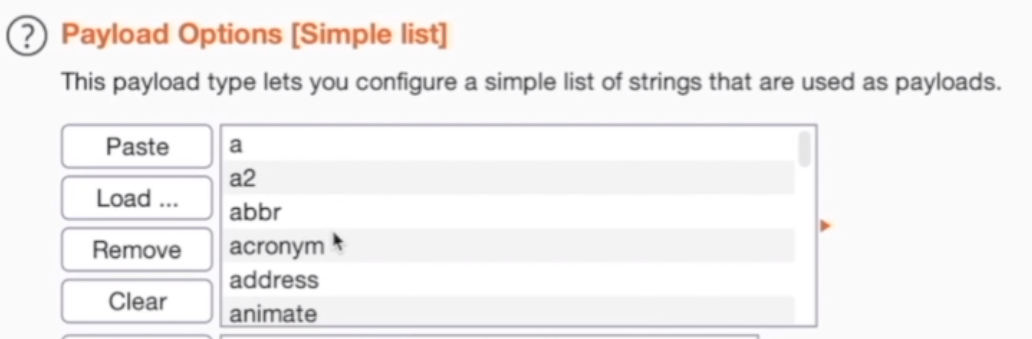 ? Payload Options [Simple list]
This payload type lets you configure a simple list of strings that are used as payloads.
Paste
Load ...
Remove
Clear
a
a2
abbr
acronym
address
animate